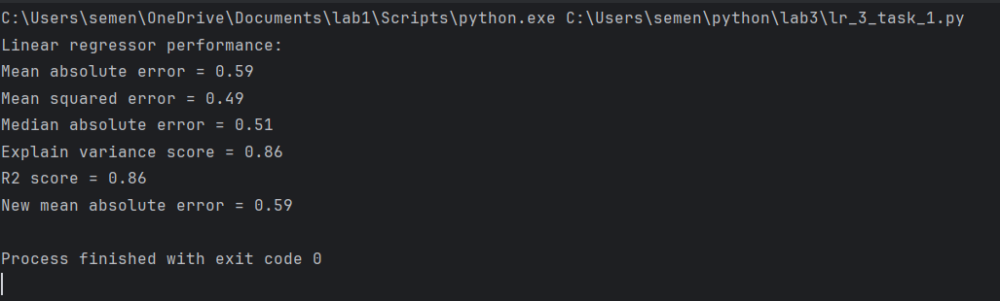 C:\Users\semen\OneDrive\Documents\lab1\Scripts\python.exe C:\Users\semen\python\lab3\lr_3_task_1.py
Linear regressor performance:
Mean absolute error = 0.59
Mean squared error = 0.49
Median absolute error = 0.51
Explain variance score = 0.86
R2 score = 0.86
New mean absolute error = 0.59
Process finished with exit code 0